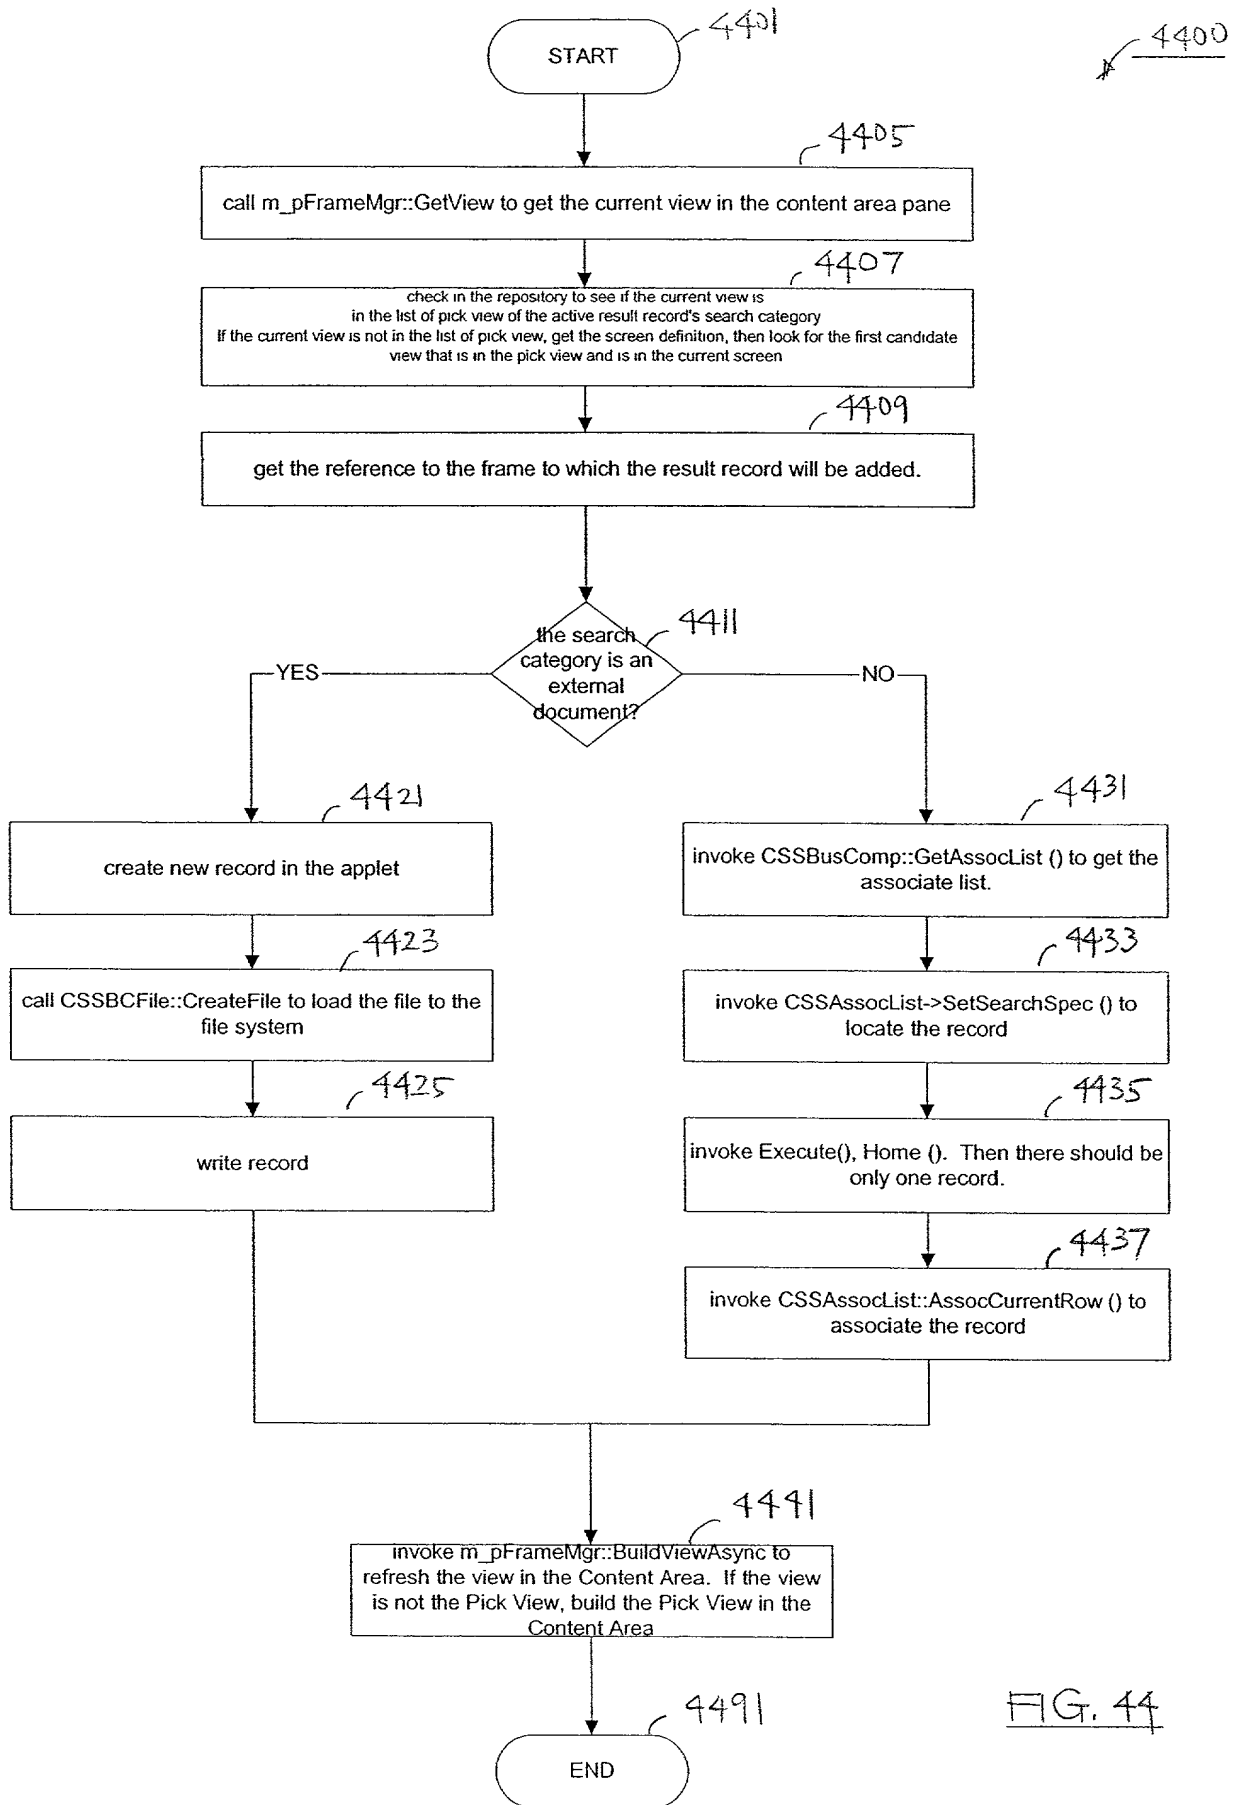 4401
START
4400
4405
call m_pFrameMgr::GetView to get the current view in the content area pane
4407
check in the repository to see if the current view is
in the list of pick view of the active result record's search category
If the current view is not in the list of pick view, get the screen definition, then look for the first candidate
view that is in the pick view and is in the current screen
4409
get the reference to the frame to which the result record will be added.
4411
the search
category is an
external
document?
YES
NO
4421
create new record in the applet
4423
call CSSBCFile::CreateFile to load the file to the
file system
4425
write record
4431
invoke CSSBusComp::GetAssocList () to get the
associate list.
4433
invoke CSSAssocList->SetSearchSpec () to
locate the record
4435
invoke Execute(), Home (). Then there should be
only one record.
4437
invoke CSSAssocList::AssocCurrentRow () to
associate the record
4441
invoke m_pFrameMgr::BuildViewAsync to
refresh the view in the Content Area. If the view
is not the Pick View, build the Pick View in the
Content Area
4491
END
FIG. 44